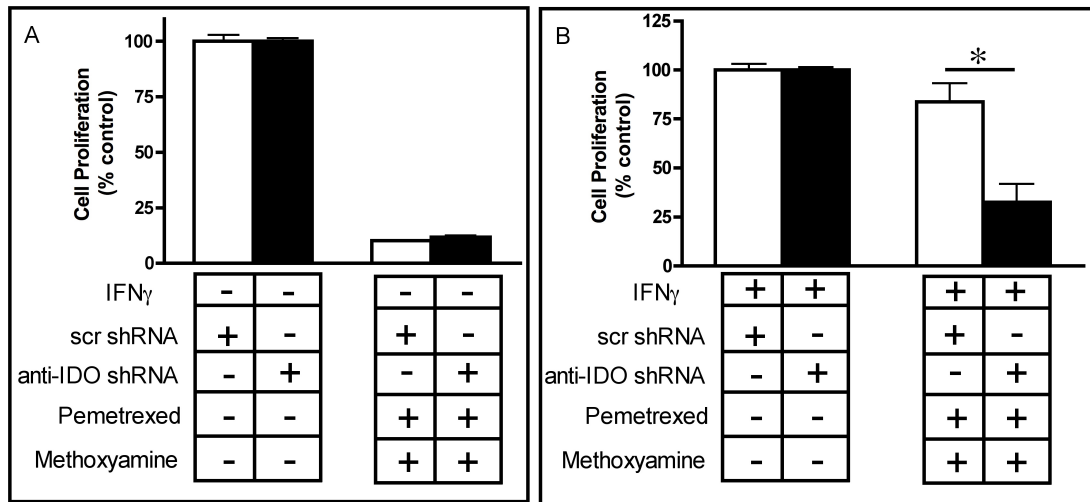 A
Cell Proliferation
(% control)
100
75
50
25
0
IFNγ - - - -
scr shRNA + - + -
anti-IDO shRNA - + - +
Pemetrexed - - + +
Methoxyamine - - + +
B
Cell Proliferation
(% control)
125
100
75
50
25
0
*
IFNγ + + + +
scr shRNA + - + -
anti-IDO shRNA - + - +
Pemetrexed - - + +
Methoxyamine - - + +